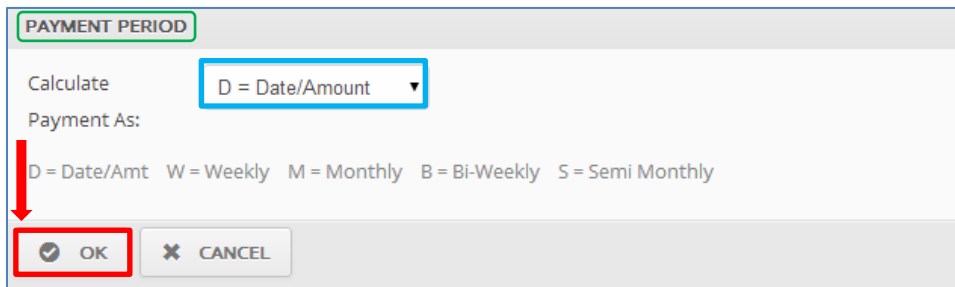 PAYMENT PERIOD
Calculate D = Date/Amount
Payment As:
D = Date/Amt W = Weekly M = Monthly B = Bi-Weekly S = Semi Monthly
OK CANCEL